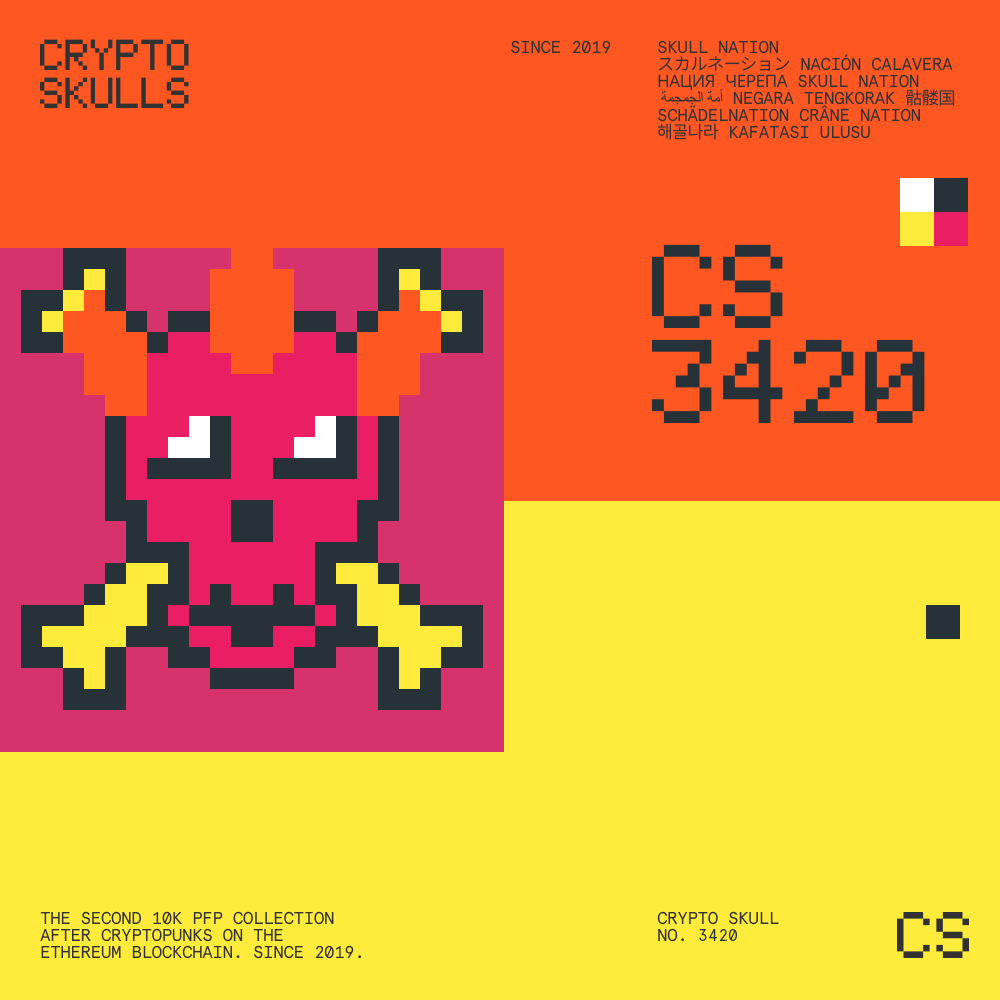 CRYPTO
SKULLS
SINCE 2019
SKULL NATION
スカルネーション NACIÓN CALAVERA
НАЦИЯ ЧЕРЕПА SKULL NATION
أمة الجمجمة NEGARA TENGKORAK 骷髅国
SCHÄDELNATION CRÂNE NATION
해골나라 KAFATASI ULUSU
CS
3420
THE SECOND 10K PFP COLLECTION
AFTER CRYPTOPUNKS ON THE
ETHEREUM BLOCKCHAIN. SINCE 2019.
CRYPTO SKULL
NO. 3420
CS